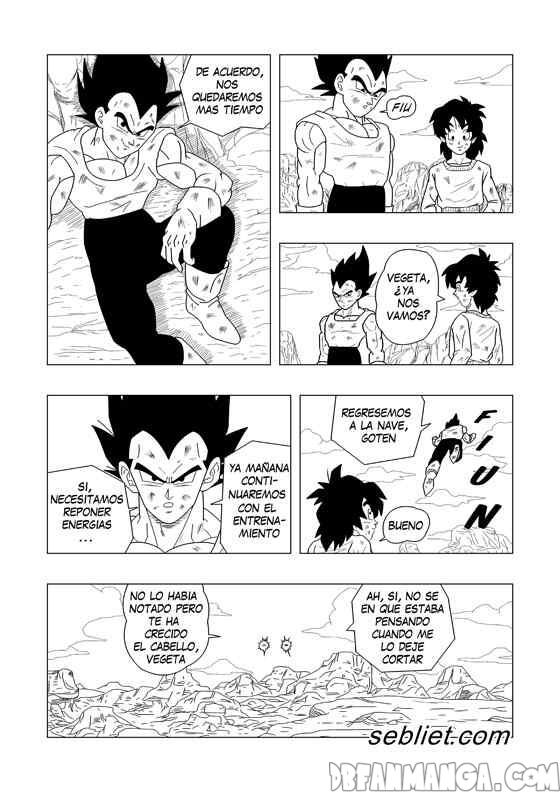 DE ACUERDO,
NOS
QUEDAREMOS
MAS TIEMPO
FIU
VEGETA,
¿YA
NOS
VAMOS?
SI,
NECESITAMOS
REPONER
ENERGIAS
...
YA MAÑANA
CONTI-
NUAREMOS
CON EL
ENTRENA-
MIENTO
REGRESEMOS
A LA NAVE,
GOTEN
FIUN
BUENO
NO LO HABIA
NOTADO PERO
TE HA
CRECIDO
EL CABELLO,
VEGETA
AH, SI, NO SE
EN QUE ESTABA
PENSANDO
CUANDO ME
LO DEJE
CORTAR
sebliet.com
DBFANMANGA.COM